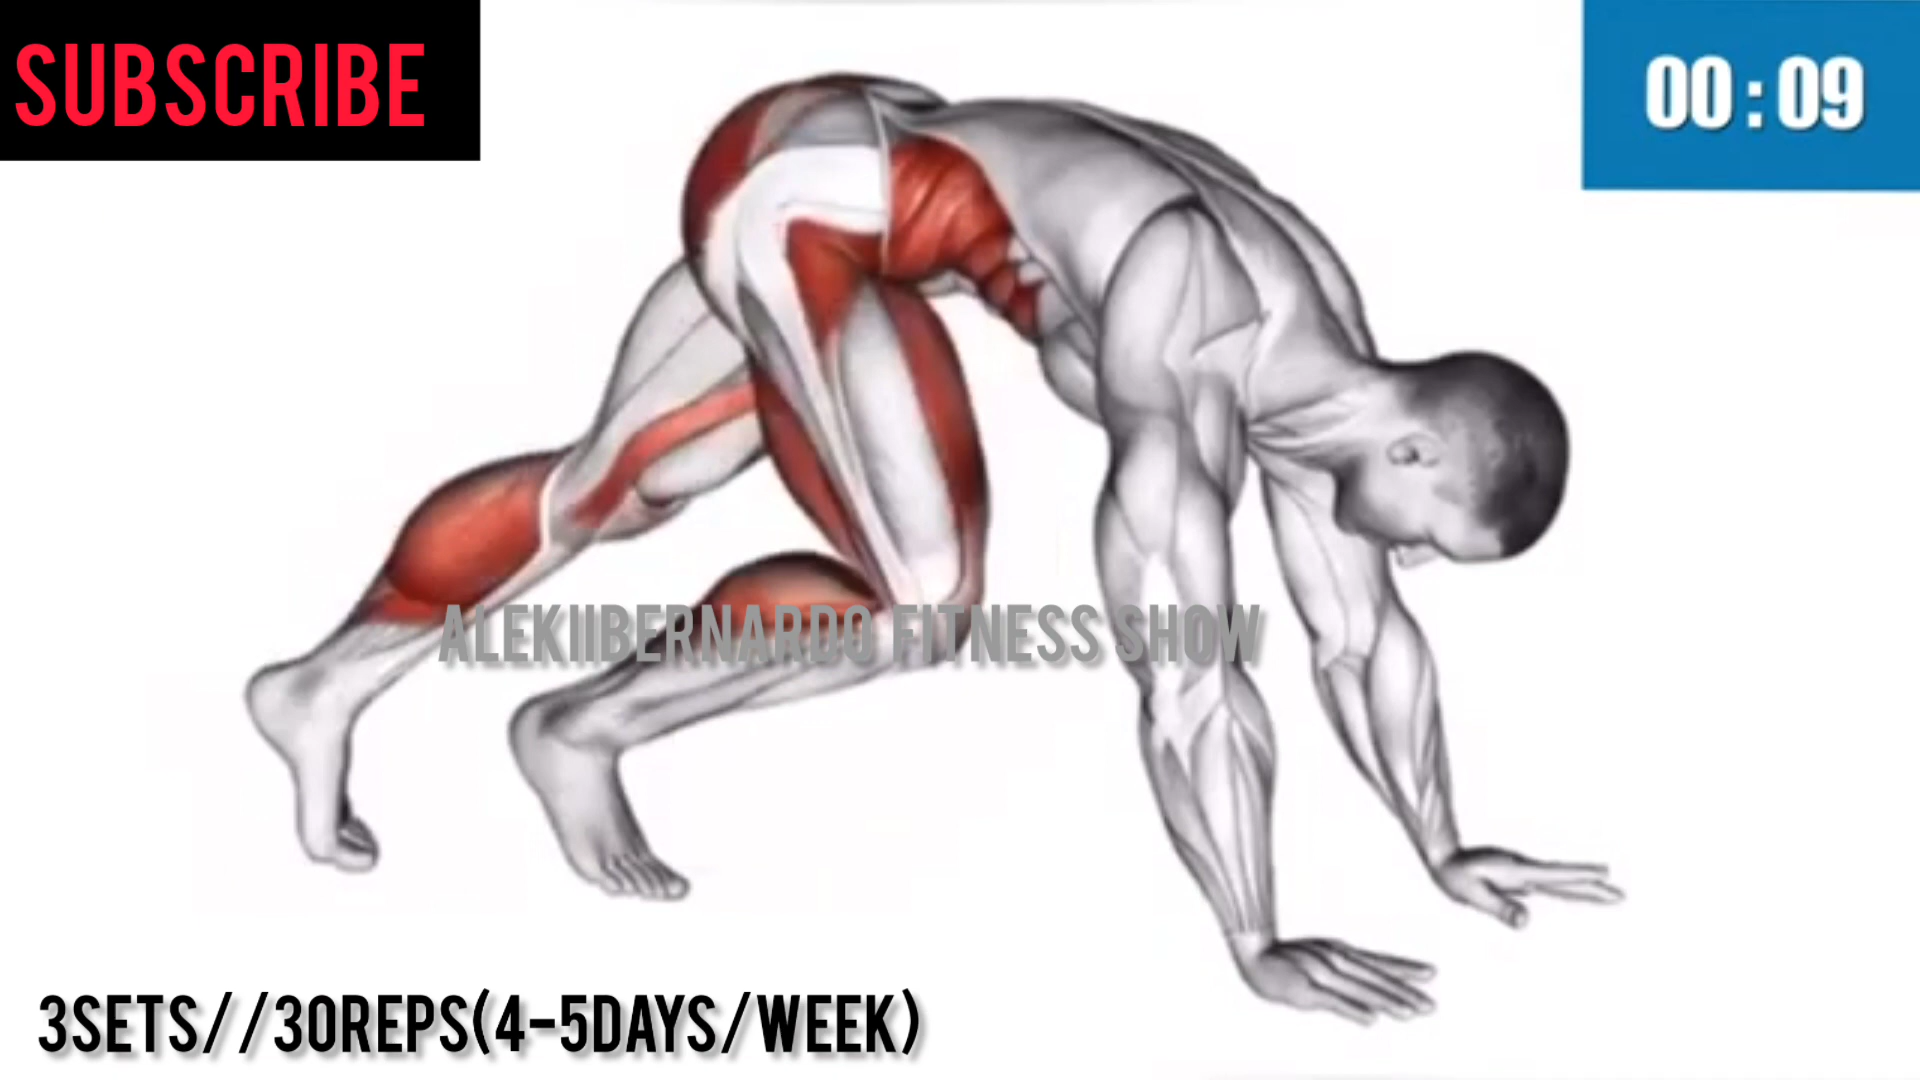 SUBSCRIBE
00:09
ALEKIIBERNARDO FITNESS SHOW
3SETS//30REPS(4-5DAYS/WEEK)